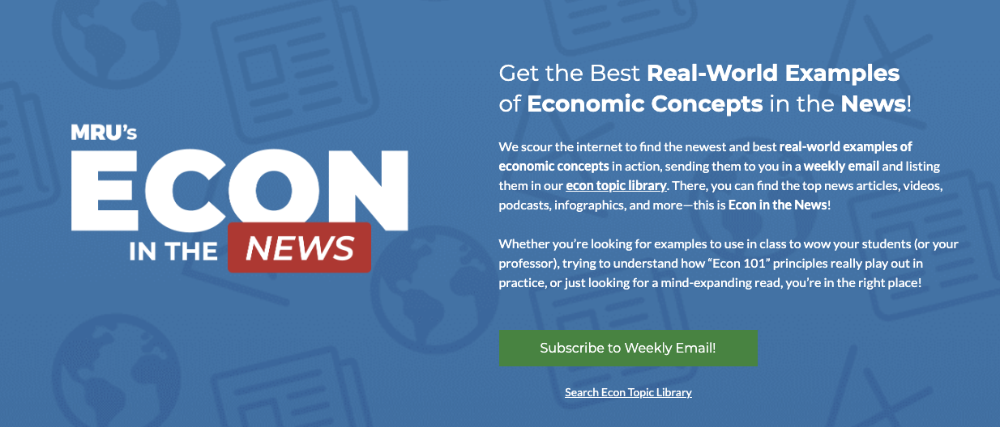 MRU's
ECON
IN THE NEWS
Get the Best Real-World Examples
of Economic Concepts in the News!
We scour the internet to find the newest and best real-world examples of
economic concepts in action, sending them to you in a weekly email and listing
them in our econ topic library. There, you can find the top news articles, videos,
podcasts, infographics, and more—this is Econ in the News!
Whether you’re looking for examples to use in class to wow your students (or your
professor), trying to understand how “Econ 101” principles really play out in
practice, or just looking for a mind-expanding read, you’re in the right place!
Subscribe to Weekly Email!
Search Econ Topic Library